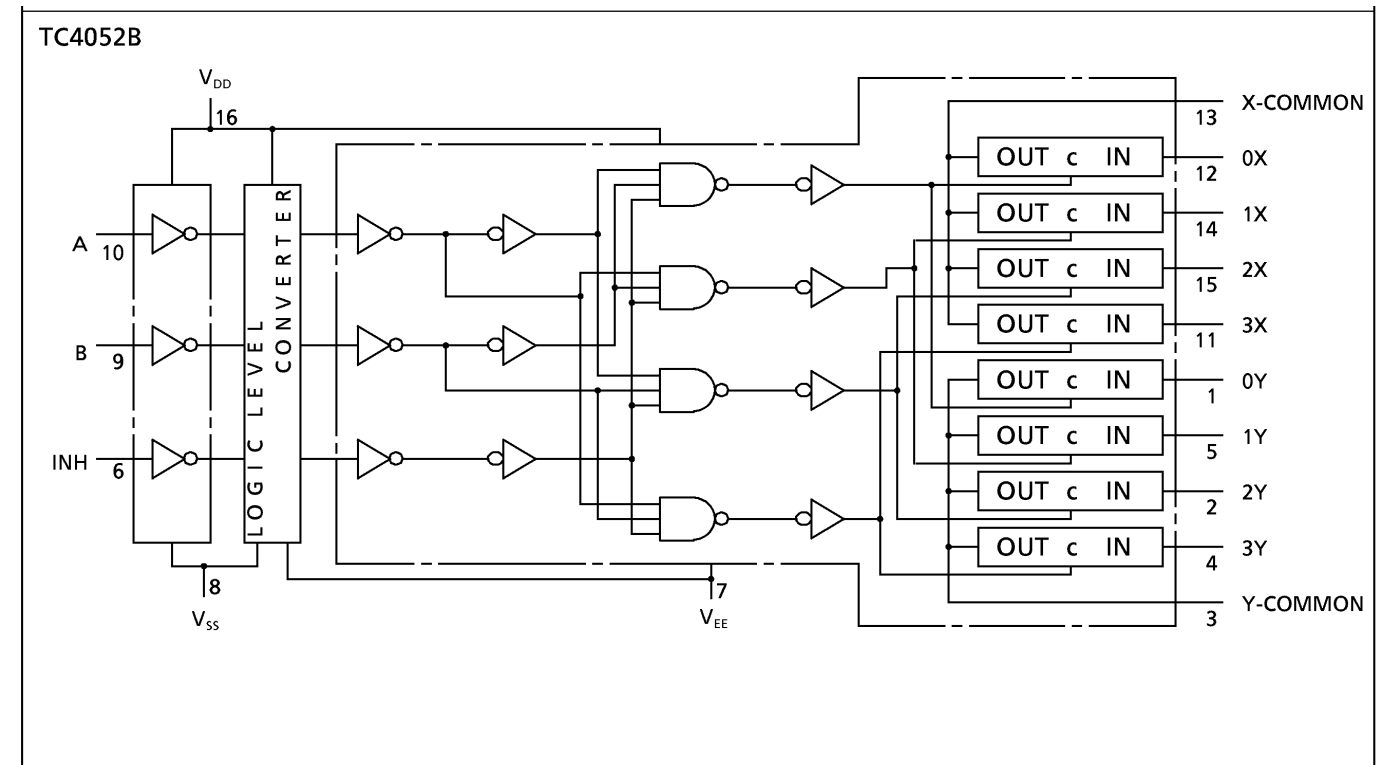 TC4052B
VDD
16
X-COMMON
13
OUT c IN
0X
12
OUT c IN
1X
14
A
10
OUT c IN
2X
15
OUT c IN
3X
11
B
9
LOGIC LEVEL
CONVERTER
OUT c IN
0Y
1
OUT c IN
1Y
5
INH
6
OUT c IN
2Y
2
OUT c IN
3Y
4
8
VSS
7
VEE
Y-COMMON
3